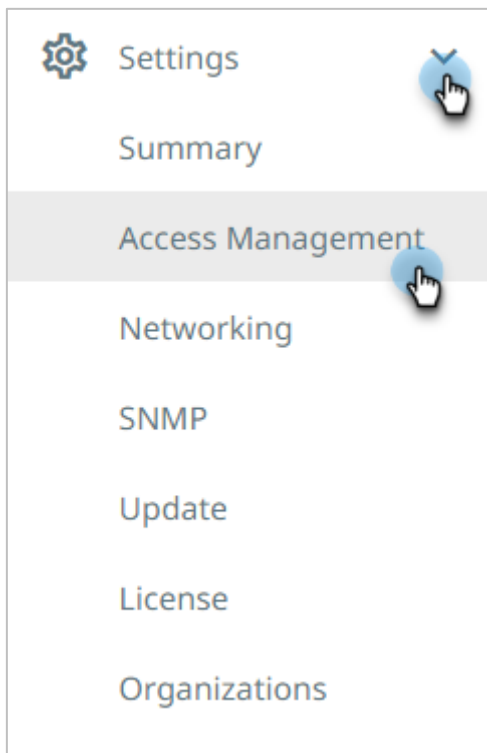 Settings
Summary
Access Management
Networking
SNMP
Update
License
Organizations